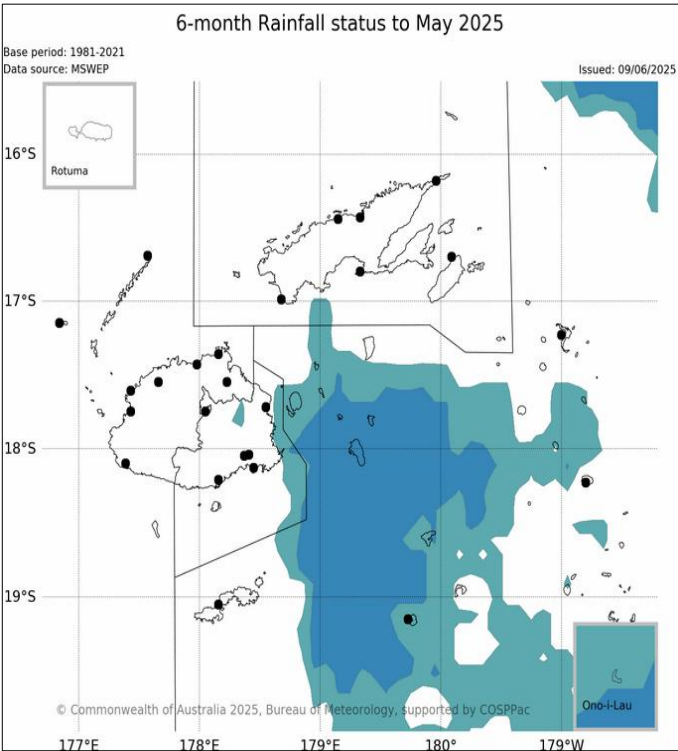 6-month Rainfall status to May 2025
Base period: 1981-2021
Data source: MSWEP
Issued: 09/06/2025
Rotuma
16°S
17°S
18°S
19°S
Ono-i-Lau
© Commonwealth of Australia 2025, Bureau of Meteorology, supported by COSPPac
177°E
178°E
179°E
180°
179°W